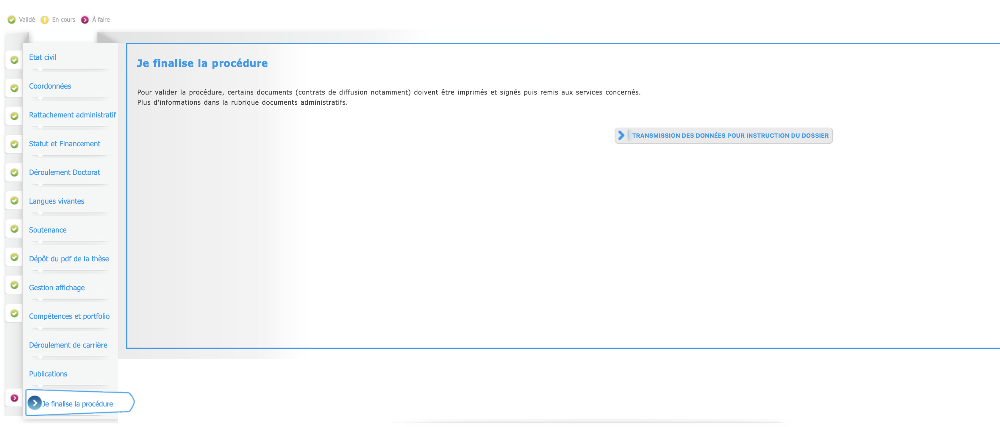 Validé En cours À faire
Etat civil
Coordonnées
Rattachement administratif
Statut et Financement
Déroulement Doctorat
Langues vivantes
Soutenance
Dépôt du pdf de la thèse
Gestion affichage
Compétences et portfolio
Déroulement de carrière
Publications
Je finalise la procédure
Je finalise la procédure
Pour valider la procédure, certains documents (contrats de diffusion notamment) doivent être imprimés et signés puis remis aux services concernés.
Plus d'informations dans la rubrique documents administratifs.
TRANSMISSION DES DONNÉES POUR INSTRUCTION DU DOSSIER